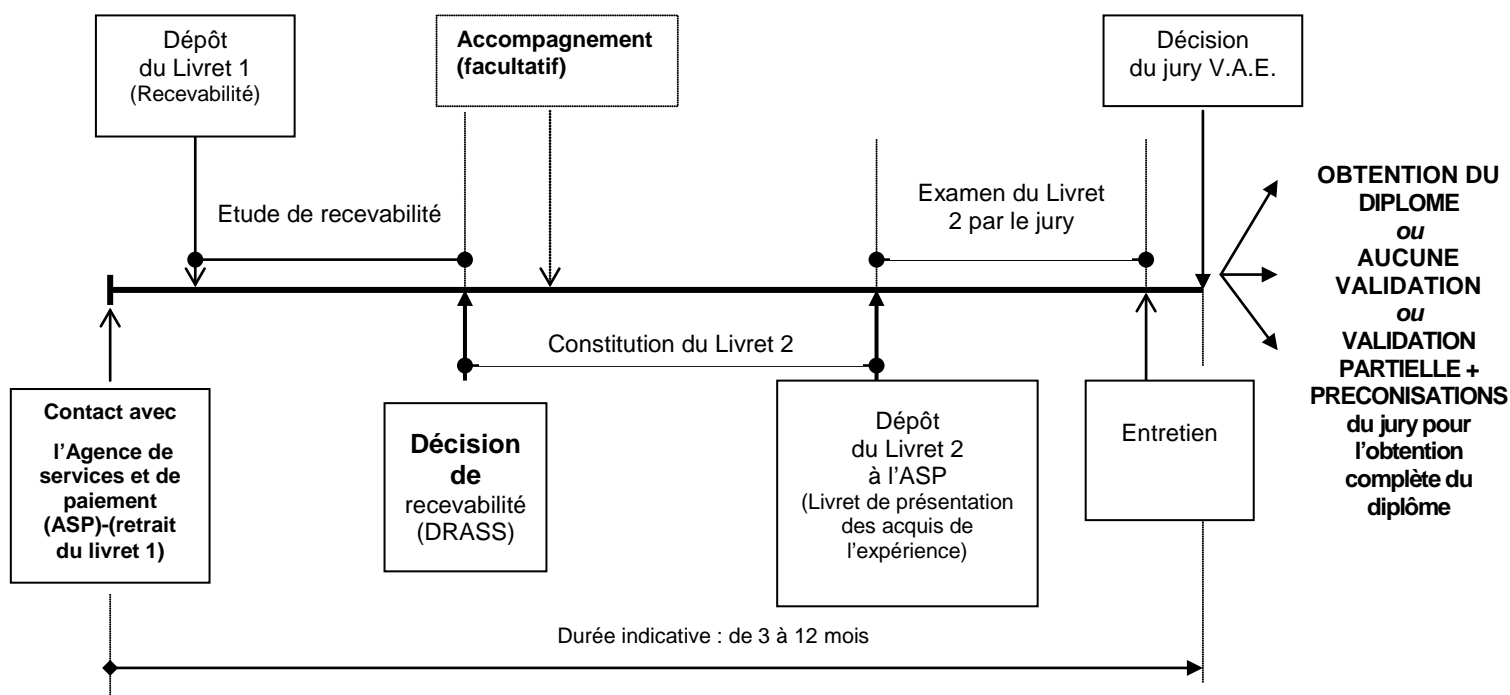 Dépôt
du Livret 1
(Recevabilité)
Accompagnement
(facultatif)
Décision
du jury V.A.E.
Etude de recevabilité
Examen du Livret
2 par le jury
OBTENTION DU
DIPLOME
ou
AUCUNE
VALIDATION
ou
VALIDATION
PARTIELLE +
PRECONISATIONS
du jury pour
l'obtention
complète du
diplôme
Constitution du Livret 2
Contact avec
l'Agence de
services et de
paiement
(ASP)-(retrait
du livret 1)
Décision
de
recevabilité
(DRASS)
Dépôt
du Livret 2
à l'ASP
(Livret de présentation
des acquis de
l'expérience)
Entretien
Durée indicative : de 3 à 12 mois